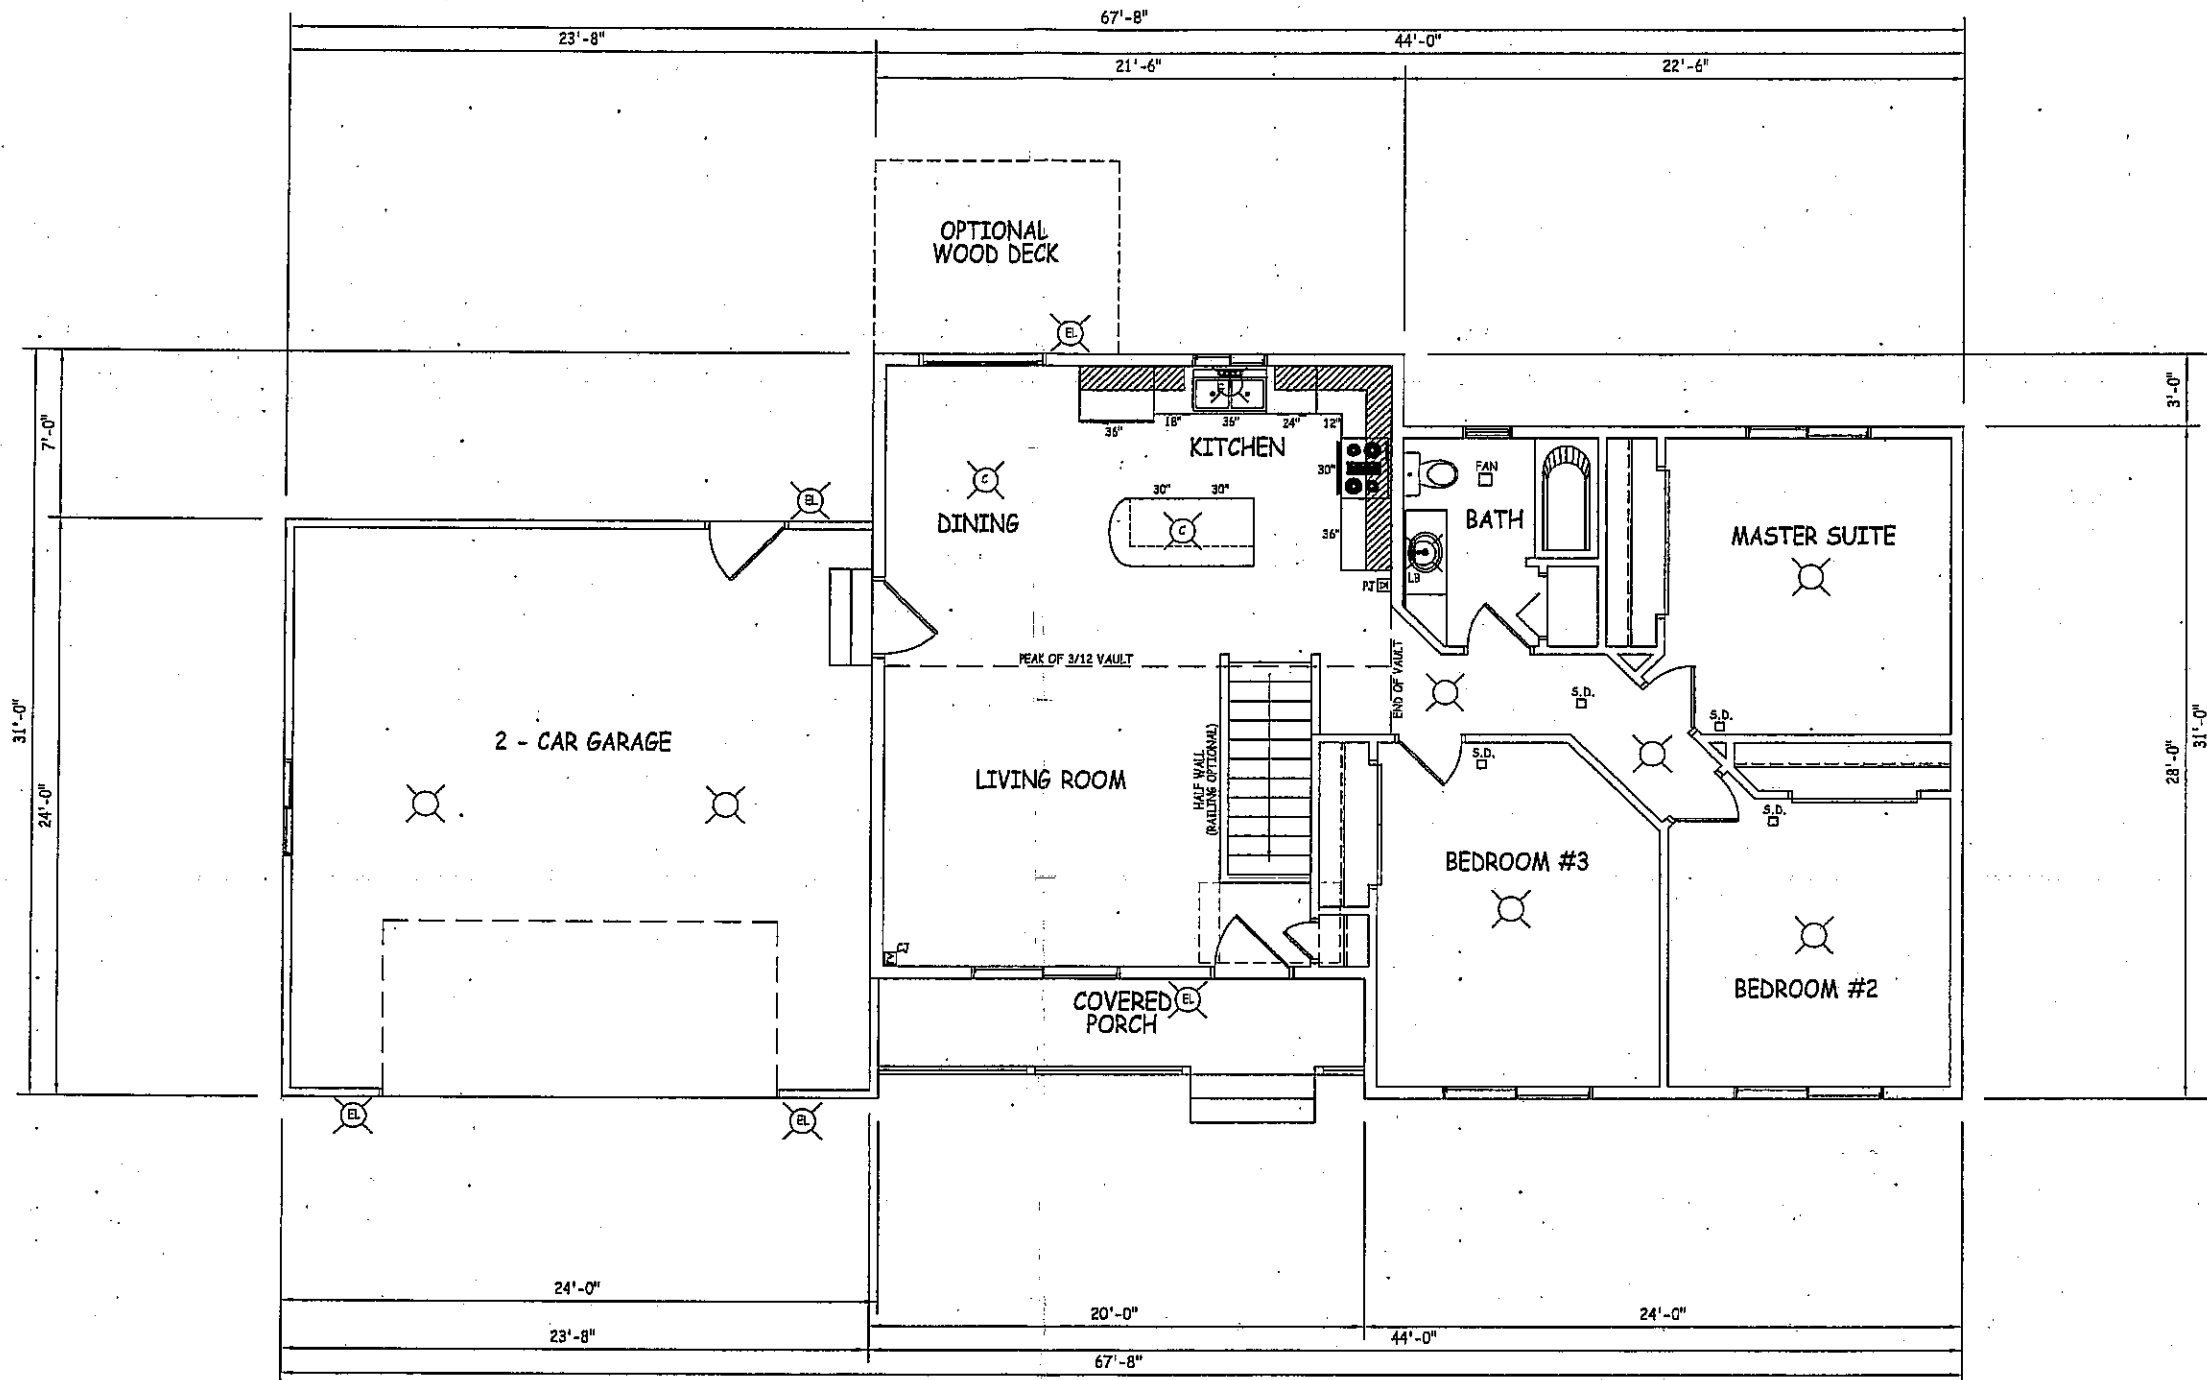 67'-8"
23'-8"
44'-0"
21'-6"
22'-6"
OPTIONAL
WOOD DECK
EL
7'-0"
3'-0"
36"
18"
36"
24"
12"
KITCHEN
30"
FAN
EL
C
30"
30"
DINING
C
BATH
36"
MASTER SUITE
LB
PJ
PEAK OF 3/12 VAULT
END OF VAULT
S.D.
S.D.
31'-0"
24'-0"
2 - CAR GARAGE
LIVING ROOM
HALF WALL
(RAILING OPTIONAL)
S.D.
S.D.
28'-0"
31'-0"
BEDROOM #3
BEDROOM #2
CJ
COVERED
PORCH
EL
EL
EL
24'-0"
20'-0"
24'-0"
23'-8"
44'-0"
67'-8"